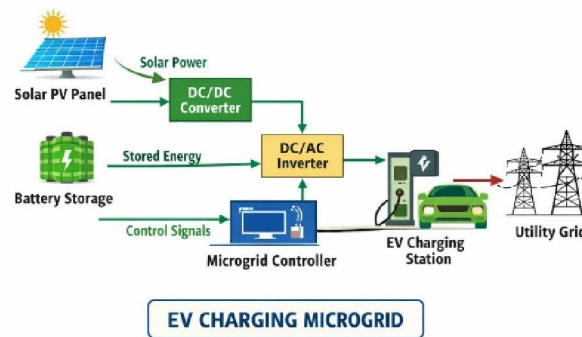 Solar Power
Solar PV Panel
DC/DC
Converter
DC/AC
Inverter
Stored Energy
Battery Storage
Control Signals
Microgrid Controller
EV Charging
Station
Utility Grid
EV CHARGING MICROGRID